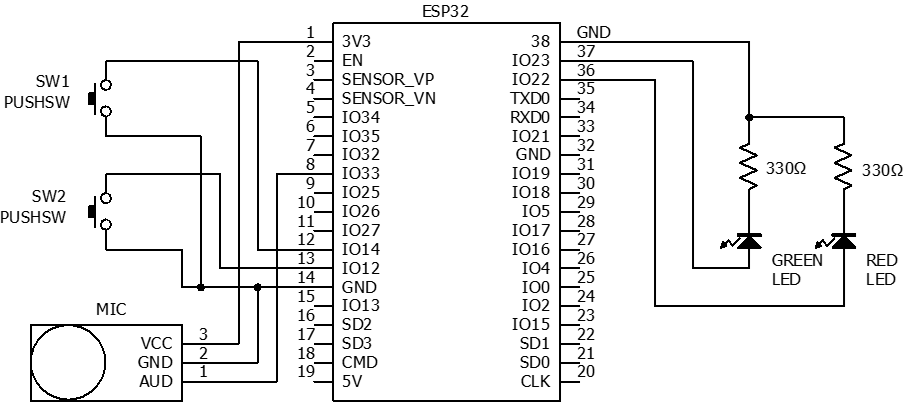 ESP32
1 3V3
2 EN
3 SENSOR_VP
4 SENSOR_VN
5 IO34
6 IO35
7 IO32
8 IO33
9 IO25
10 IO26
11 IO27
12 IO14
13 IO12
14 GND
15 IO13
16 SD2
17 SD3
18 CMD
19 5V
38 GND
IO23 37
IO22 36
TXD0 35
RXD0 34
IO21 33
GND 32
IO19 31
IO18 30
IO5 29
IO17 28
IO16 27
IO4 26
IO0 25
IO2 24
IO15 23
SD1 22
SD0 21
CLK 20
SW1
PUSHSW
SW2
PUSHSW
MIC
VCC 3
GND 2
AUD 1
330Ω
330Ω
GREEN
LED
RED
LED